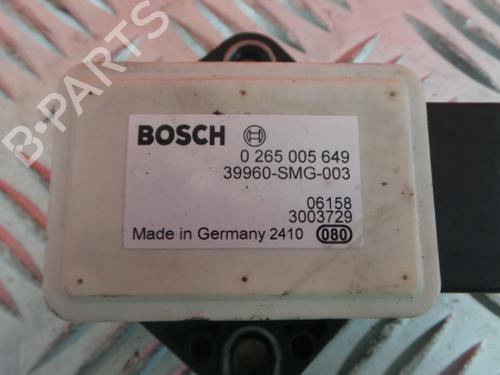 B-PARTS
BOSCH
0 265 005 649
39960-SMG-003
06158
3003729
Made in Germany 2410 080